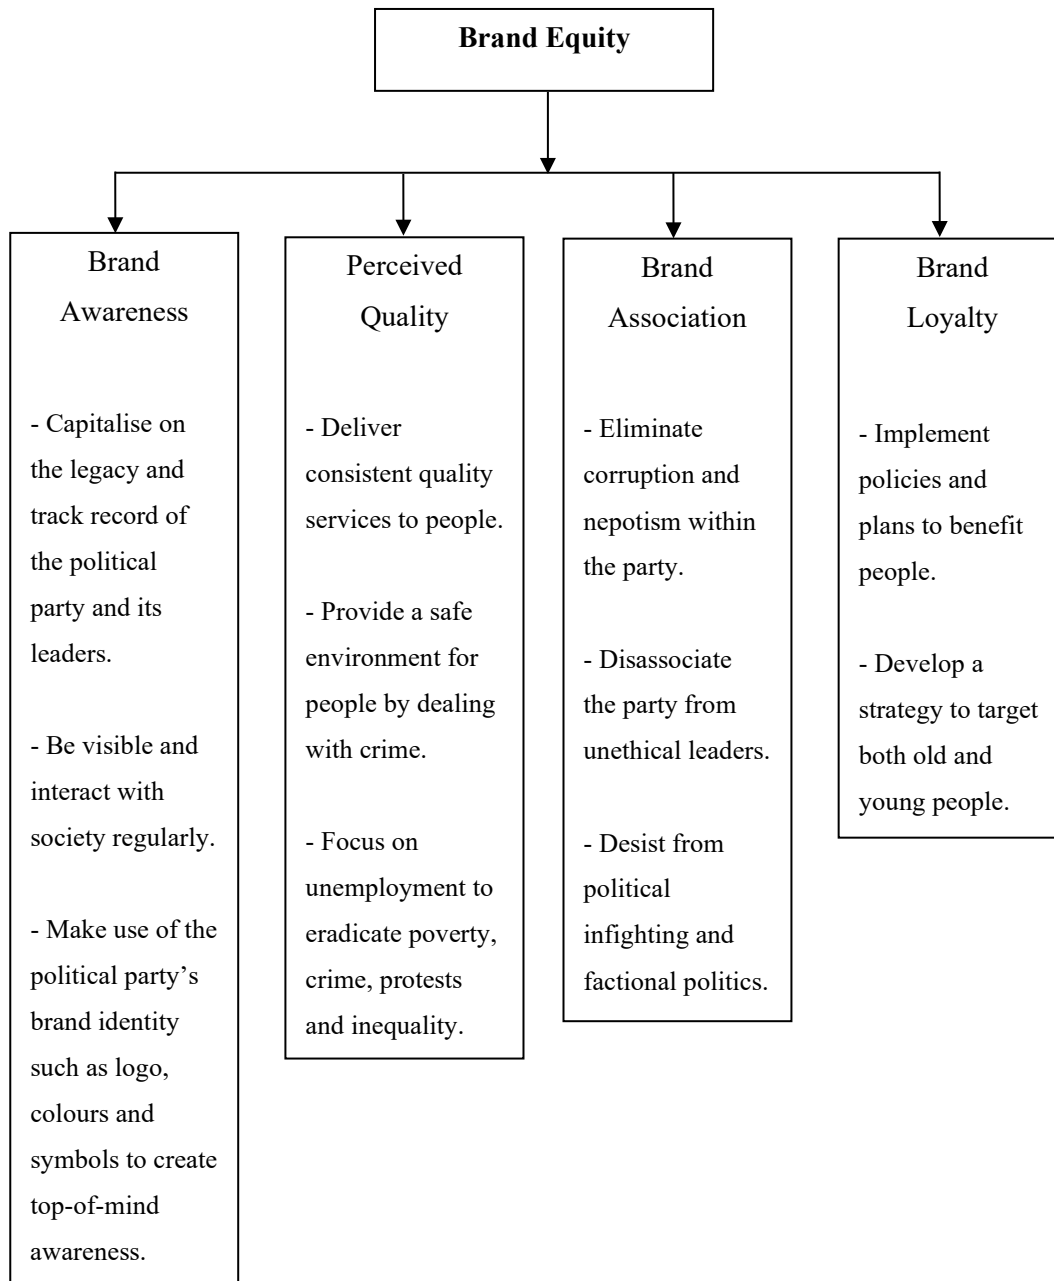 Brand Equity
Brand
Awareness
- Capitalise on
the legacy and
track record of
the political
party and its
leaders.
- Be visible and
interact with
society regularly.
- Make use of the
political party’s
brand identity
such as logo,
colours and
symbols to create
top-of-mind
awareness.
Perceived
Quality
- Deliver
consistent quality
services to people.
- Provide a safe
environment for
people by dealing
with crime.
- Focus on
unemployment to
eradicate poverty,
crime, protests
and inequality.
Brand
Association
- Eliminate
corruption and
nepotism within
the party.
- Disassociate
the party from
unethical leaders.
- Desist from
political
infighting and
factional politics.
Brand
Loyalty
- Implement
policies and
plans to benefit
people.
- Develop a
strategy to target
both old and
young people.